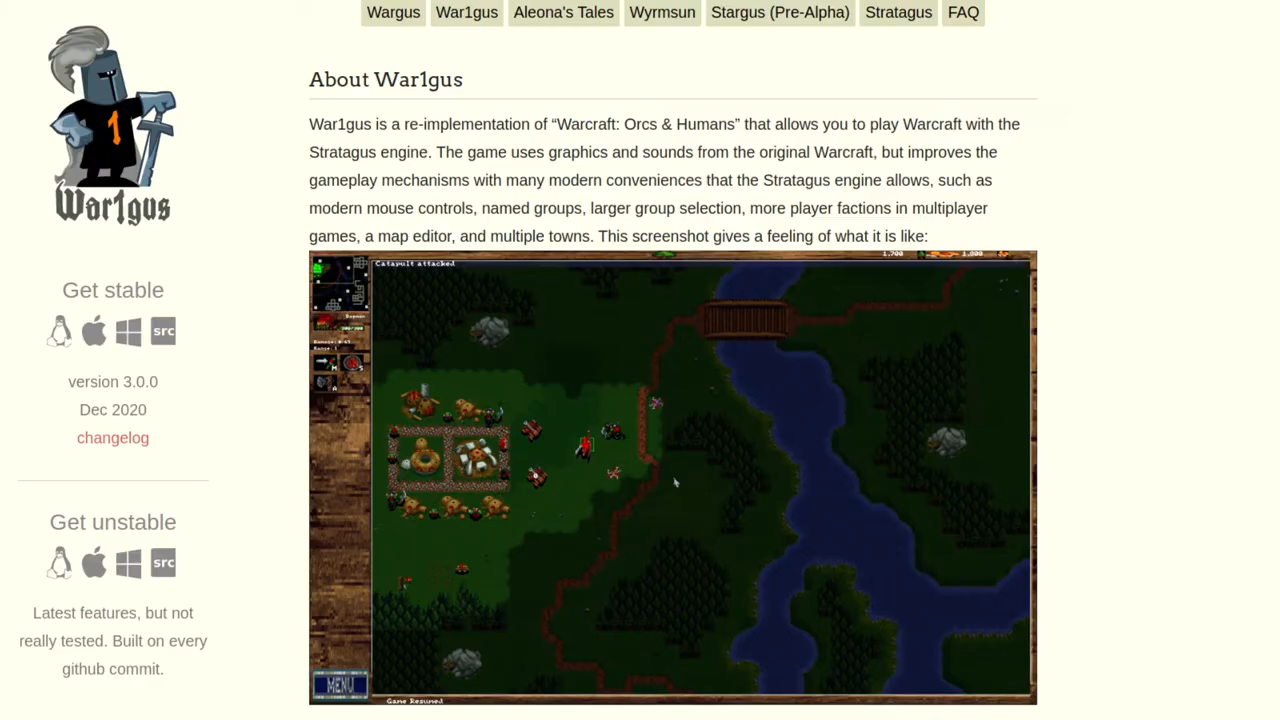 Wargus War1gus Aleona's Tales Wyrmsun Stargus (Pre-Alpha) Stratagus FAQ
1
War1gus
Get stable
src
version 3.0.0
Dec 2020
changelog
Get unstable
src
Latest features, but not
really tested. Built on every
github commit.
About War1gus
War1gus is a re-implementation of “Warcraft: Orcs & Humans” that allows you to play Warcraft with the
Stratagus engine. The game uses graphics and sounds from the original Warcraft, but improves the
gameplay mechanisms with many modern conveniences that the Stratagus engine allows, such as
modern mouse controls, named groups, larger group selection, more player factions in multiplayer
games, a map editor, and multiple towns. This screenshot gives a feeling of what it is like:
Catapult attacked
MENU
Game Resumed